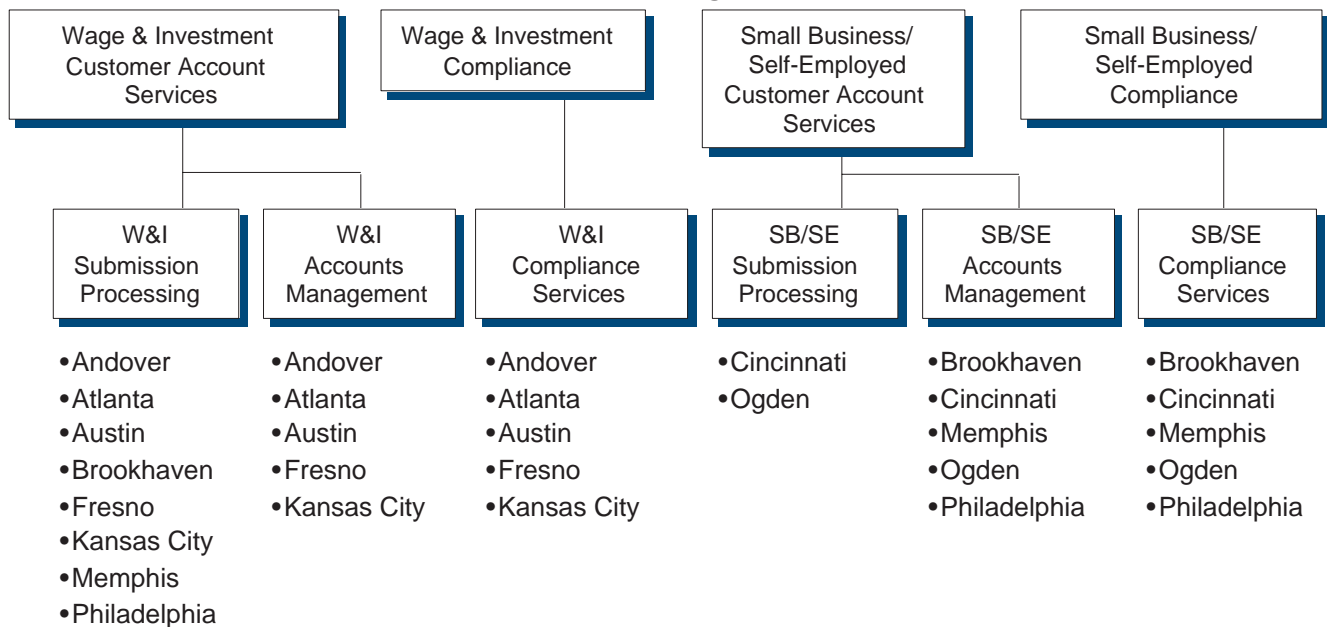 Wage & Investment
Customer Account
Services
Wage & Investment
Compliance
Small Business/
Self-Employed
Customer Account
Services
Small Business/
Self-Employed
Compliance
W&I
Submission
Processing
W&I
Accounts
Management
W&I
Compliance
Services
SB/SE
Submission
Processing
SB/SE
Accounts
Management
SB/SE
Compliance
Services
•Andover
•Atlanta
•Austin
•Brookhaven
•Fresno
•Kansas City
•Memphis
•Philadelphia
•Andover
•Atlanta
•Austin
•Fresno
•Kansas City
•Andover
•Atlanta
•Austin
•Fresno
•Kansas City
•Cincinnati
•Ogden
•Brookhaven
•Cincinnati
•Memphis
•Ogden
•Philadelphia
•Brookhaven
•Cincinnati
•Memphis
•Ogden
•Philadelphia